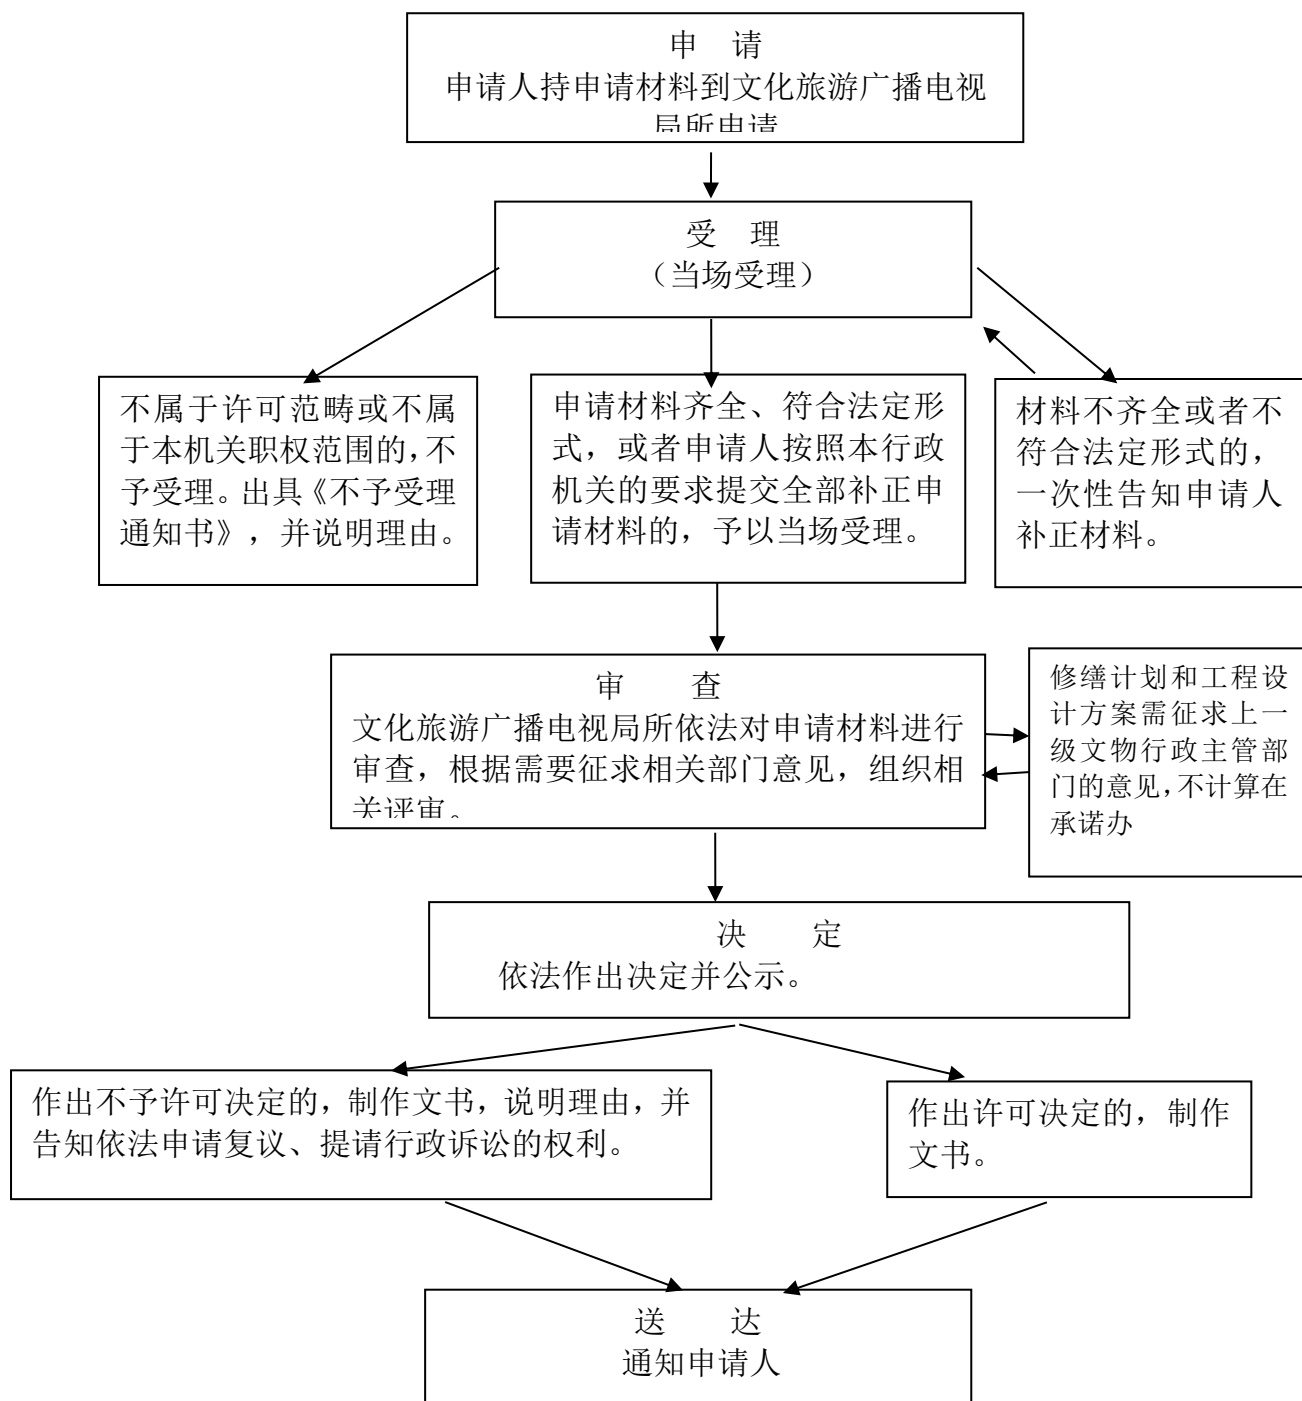 申 请
申请人持申请材料到文化旅游广播电视
局所申请
受 理
（当场受理）
不属于许可范畴或不属
于本机关职权范围的，不
予受理。出具《不予受理
通知书》，并说明理由。
申请材料齐全、符合法定形
式，或者申请人按照本行政
机关的要求提交全部补正申
请材料的，予以当场受理。
材料不齐全或者不
符合法定形式的，
一次性告知申请人
补正材料。
审 查
文化旅游广播电视局所依法对申请材料进行
审查，根据需要征求相关部门意见，组织相
关评审。
修缮计划和工程设
计方案需征求上一
级文物行政主管部
门的意见，不计算在
承诺办
决 定
依法作出决定并公示。
作出不予许可决定的，制作文书，说明理由，并
告知依法申请复议、提请行政诉讼的权利。
作出许可决定的，制作
文书。
送 达
通知申请人